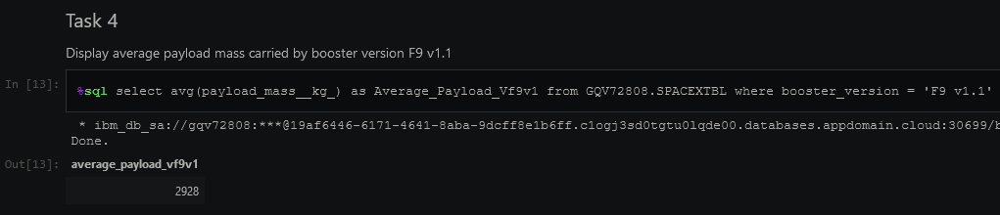 Task 4
Display average payload mass carried by booster version F9 v1.1
In [13]: %sql select avg(payload_mass__kg_) as Average_Payload_Vf9v1 from GQV72808.SPACEXTBL where booster_version = 'F9 v1.1'
* ibm_db_sa://gqv72808:***@19af6446-6171-4641-8aba-9dcff8e1b6ff.c1ogj3sd0tgtu0lqde00.databases.appdomain.cloud:30699/b
Done.
Out[13]: average_payload_vf9v1
2928